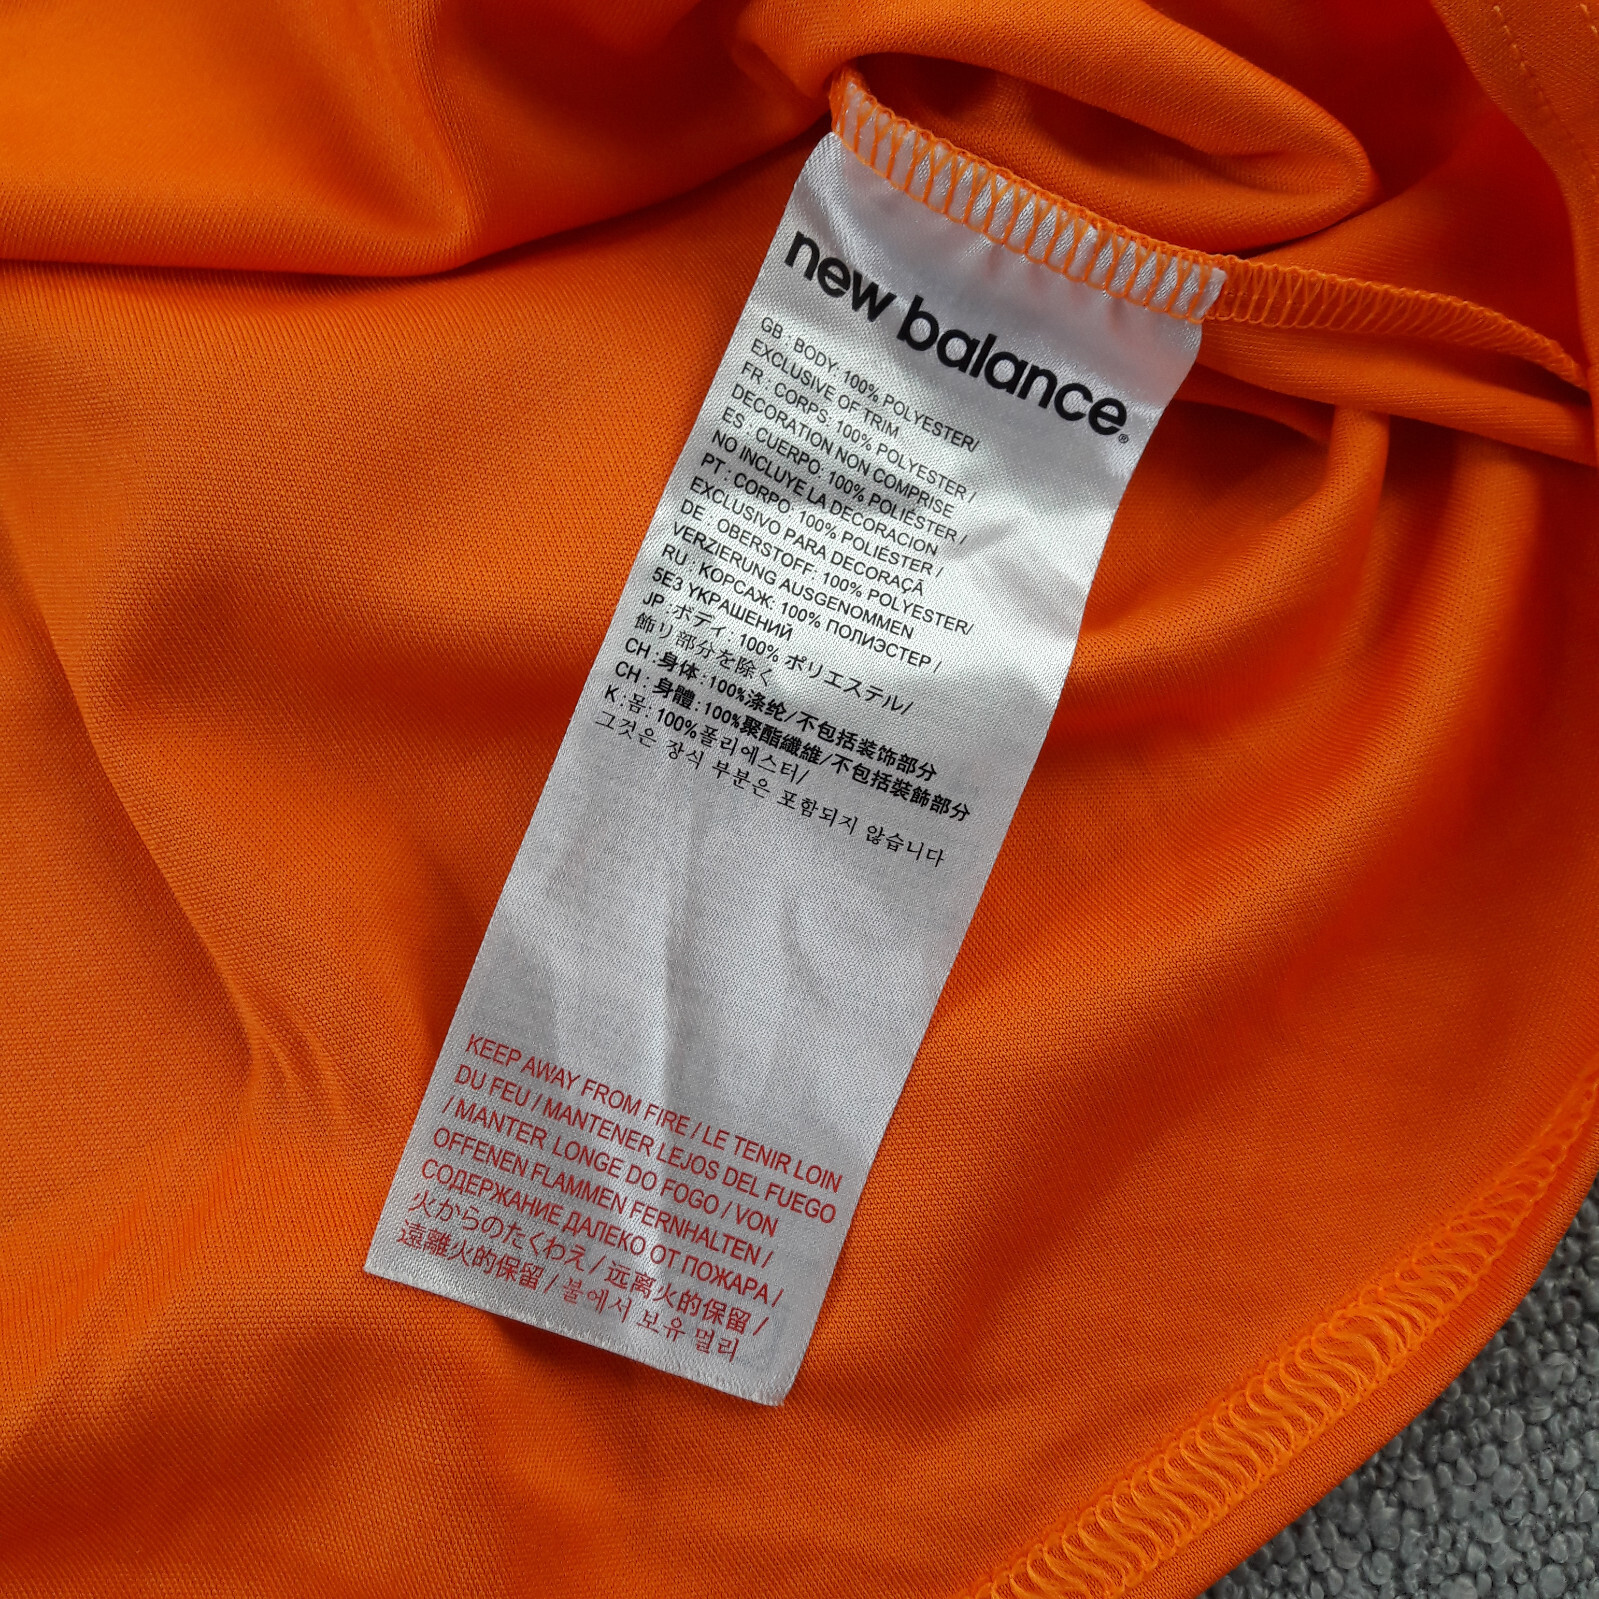 new balance®
GB : BODY: 100% POLYESTER/
EXCLUSIVE OF TRIM
FR : CORPS: 100% POLYESTER /
DECORATION NON COMPRISE
ES : CUERPO: 100% POLIÉSTER /
NO INCLUYE LA DECORACION
PT : CORPO: 100% POLIÉSTER /
EXCLUSIVO PARA DECORAÇÃ
DE : OBERSTOFF: 100% POLYESTER/
VERZIERUNG AUSGENOMMEN
RU : КОРСАЖ: 100% ПОЛИЭСТЕР /
5E3 УКРАШЕНИЙ
JP : ボディ : 100% ポリエステル/
飾り部分を除く
CH : 身体 : 100%涤纶/不包括装饰部分
CH : 身體 : 100%聚酯纖維/不包括裝飾部分
K : 몸: 100%폴리에스터/
그것은 장식 부분은 포함되지 않습니다
KEEP AWAY FROM FIRE / LE TENIR LOIN
DU FEU / MANTENER LEJOS DEL FUEGO
/ MANTER LONGE DO FOGO / VON
OFFENEN FLAMMEN FERNHALTEN /
СОДЕРЖАНИЕ ДАЛЕКО ОТ ПОЖАРА /
火からのたくわえ / 远离火的保留 /
遠離火的保留 / 불에서 보유 멀리